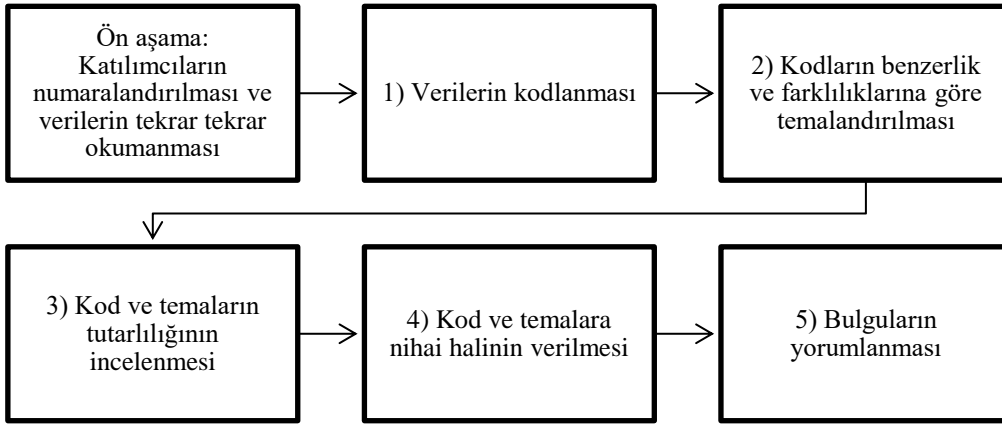 Ön aşama:
Katılımcıların
numaralandırılması ve
verilerin tekrar tekrar
okumanması
1) Verilerin kodlanması
2) Kodların benzerlik
ve farklılıklarına göre
temalandırılması
3) Kod ve temaların
tutarlılığının
incelenmesi
4) Kod ve temalara
nihai halinin verilmesi
5) Bulguların
yorumlanması